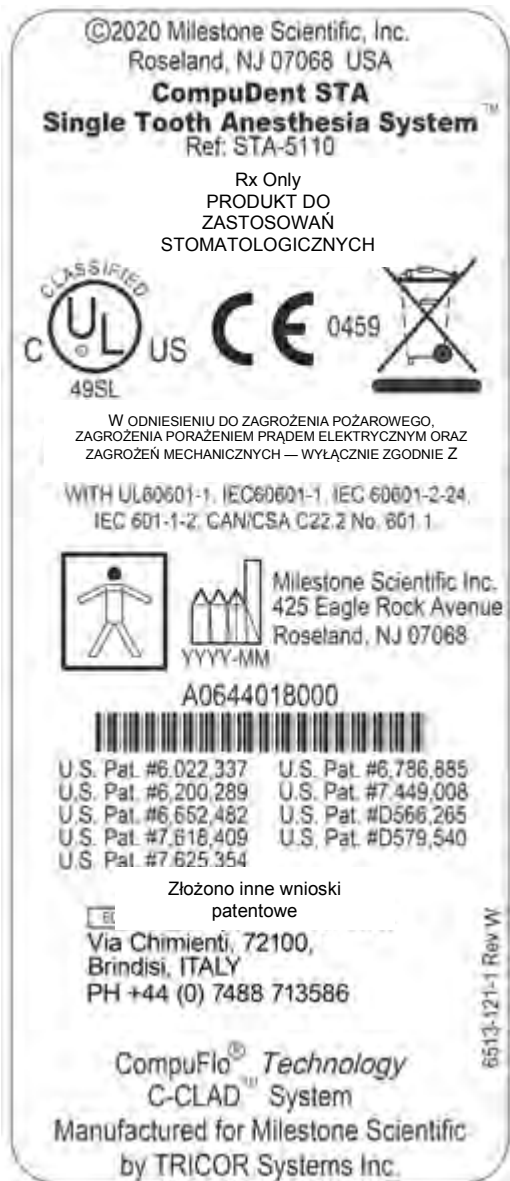 ©2020 Milestone Scientific, Inc.
Roseland, NJ 07068 USA
CompuDent STA
Single Tooth Anesthesia System™
Ref: STA-5110
Rx Only
PRODUKT DO
ZASTOSOWAŃ
STOMATOLOGICZNYCH
CLASSIFIED
C UL US
49SL
CE 0459
W ODNIESIENIU DO ZAGROŻENIA POŻAROWEGO,
ZAGROŻENIA PORAŻENIEM PRĄDEM ELEKTRYCZNYM ORAZ
ZAGROŻEŃ MECHANICZNYCH — WYŁĄCZNIE ZGODNIE Z
WITH UL60601-1, IEC60601-1, IEC 60601-2-24,
IEC 601-1-2, CAN/CSA C22.2 No. 601.1
Milestone Scientific Inc.
425 Eagle Rock Avenue
Roseland, NJ 07068
YYYY-MM
A0644018000
U.S. Pat. #6,022,337 U.S. Pat. #6,786,885
U.S. Pat. #6,200,289 U.S. Pat. #7,449,008
U.S. Pat. #6,652,482 U.S. Pat. #D566,265
U.S. Pat. #7,618,409 U.S. Pat. #D579,540
U.S. Pat. #7,625,354
Złożono inne wnioski
patentowe
Via Chimienti, 72100,
Brindisi, ITALY
PH +44 (0) 7488 713586
6513-121-1 Rev W
CompuFlo® Technology
C-CLAD™ System
Manufactured for Milestone Scientific
by TRICOR Systems Inc.